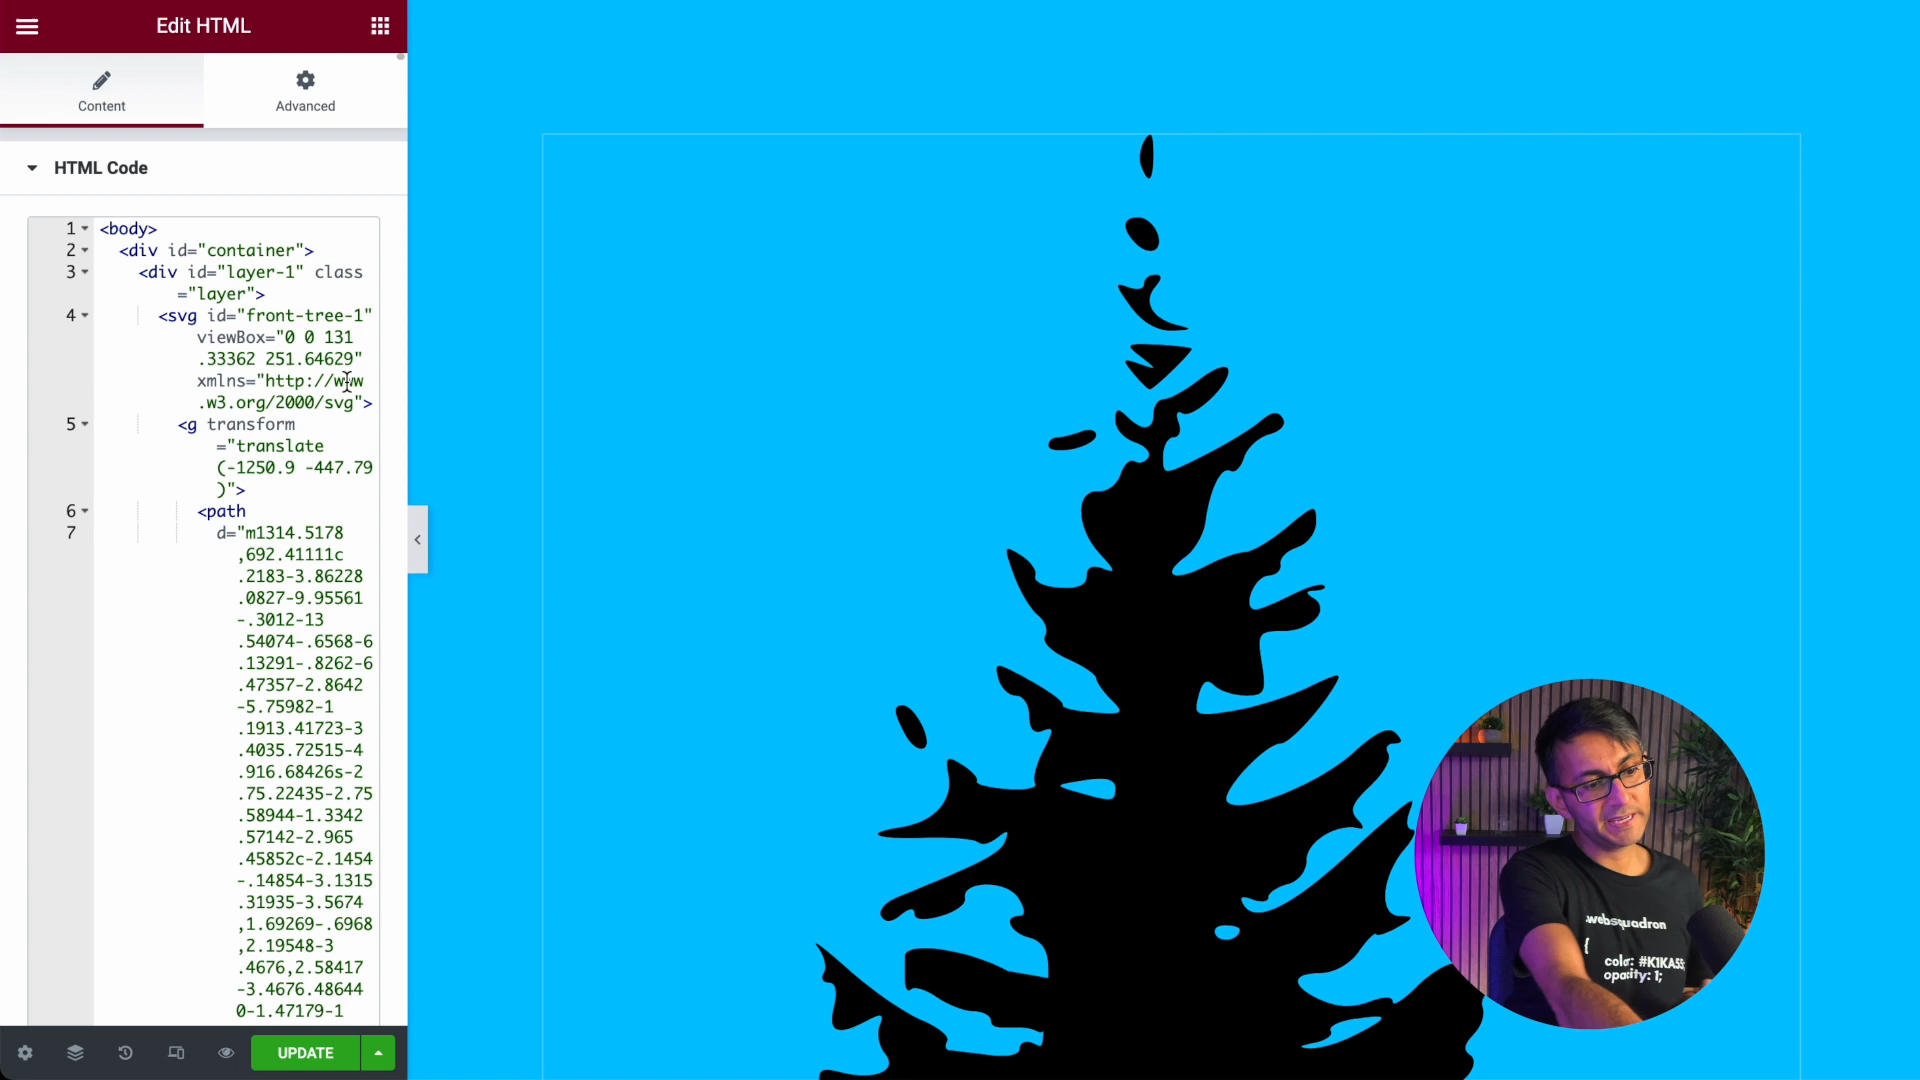 Edit HTML
Content
Advanced
HTML Code
1 <body>
2 <div id="container">
3 <div id="layer-1" class
="layer">
4 <svg id="front-tree-1"
viewBox="0 0 131
.33362 251.64629"
xmlns="http://www
.w3.org/2000/svg">
5 <g transform
="translate
(-1250.9 -447.79
)">
6 <path
7 d="m1314.5178
,692.41111c
.2183-3.86228
.0827-9.95561
-.3012-13
.54074-.6568-6
.13291-.8262-6
.47357-2.8642
-5.75982-1
.1913.41723-3
.4035.72515-4
.916.68426s-2
.75.22435-2.75
.58944-1.3342
.57142-2.965
.45852c-2.1454
-.14854-3.1315
.31935-3.5674
,1.69269-.6968
,2.19548-3
.4676,2.58417
-3.4676.48644
0-1.47179-1
UPDATE
.websquadron
{
color: #K1KA55;
opacity: 1;